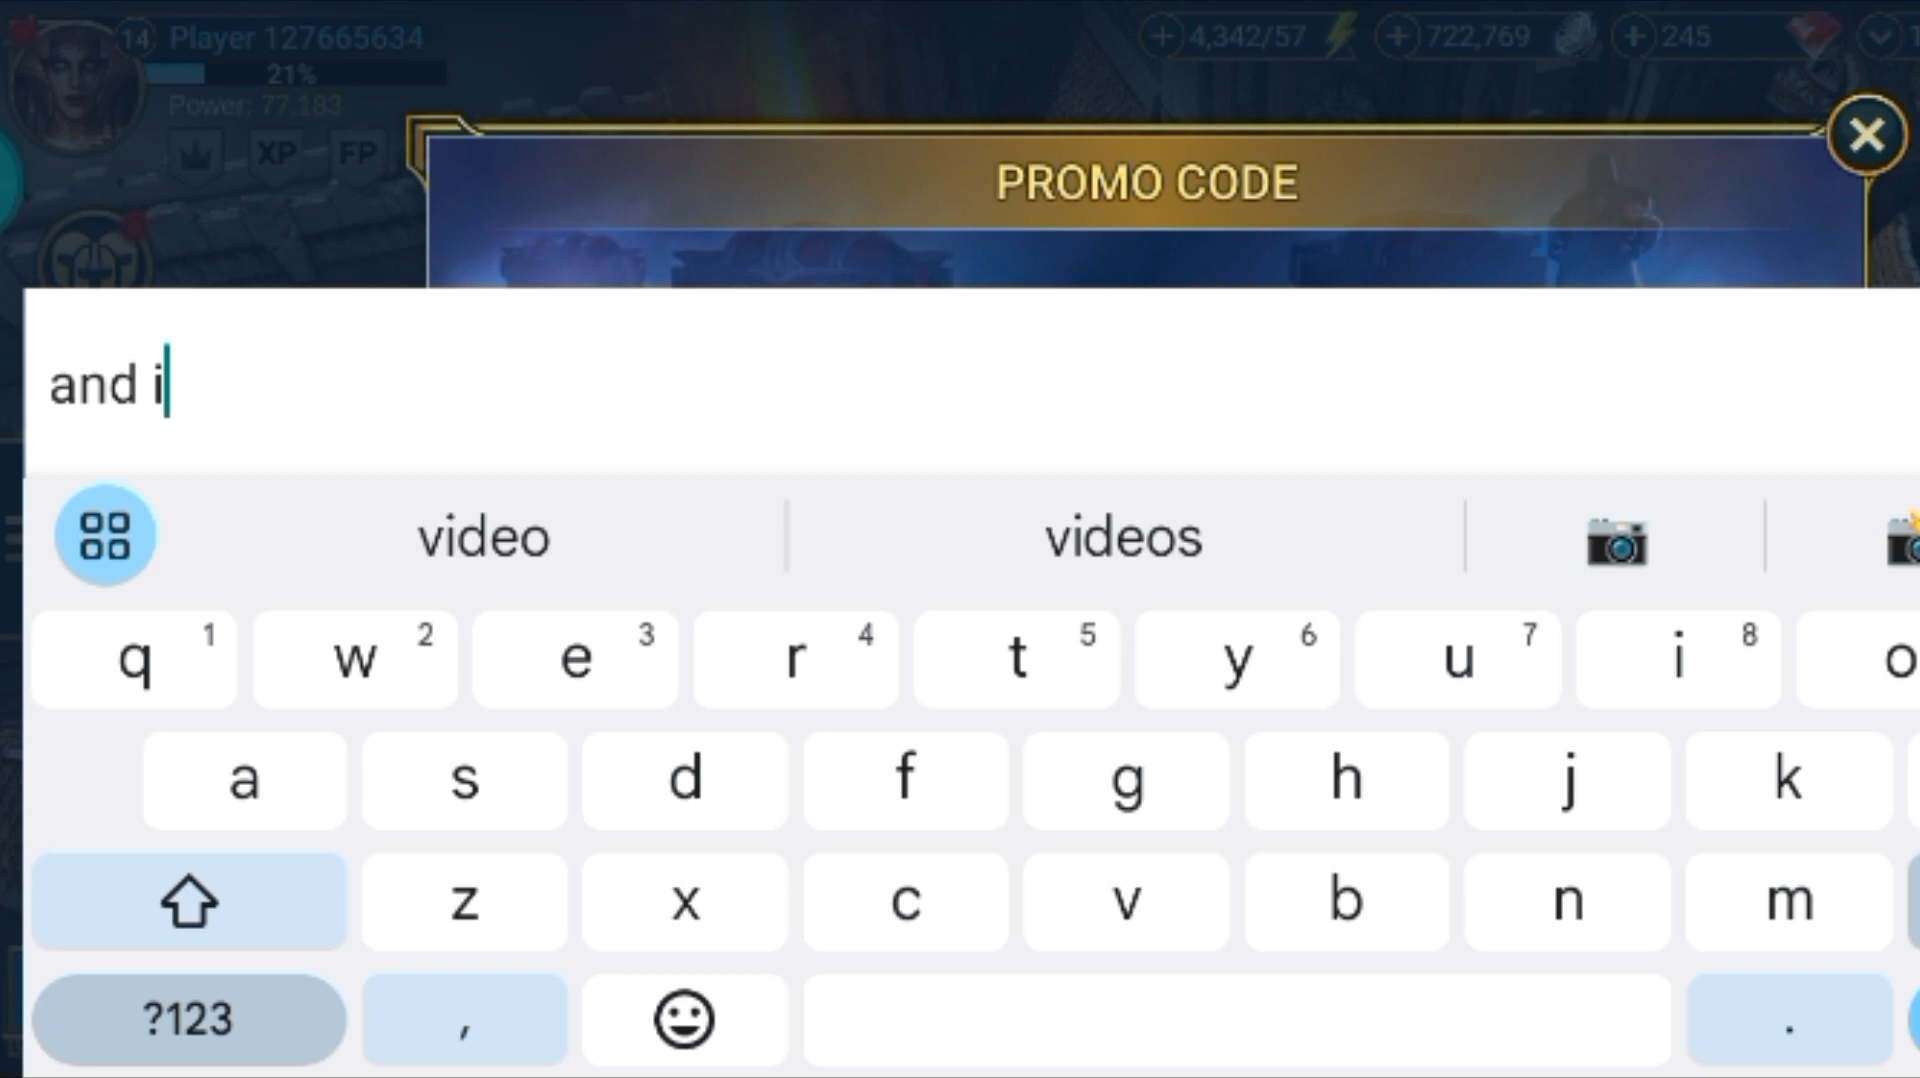 14 Player 127665634
4,342/57
722,769
245
21%
Power: 77,183
XP
FP
PROMO CODE
and i
video
videos
q 1
w 2
e 3
r 4
t 5
y 6
u 7
i 8
o
a
s
d
f
g
h
j
k
z
x
c
v
b
n
m
?123
,
.